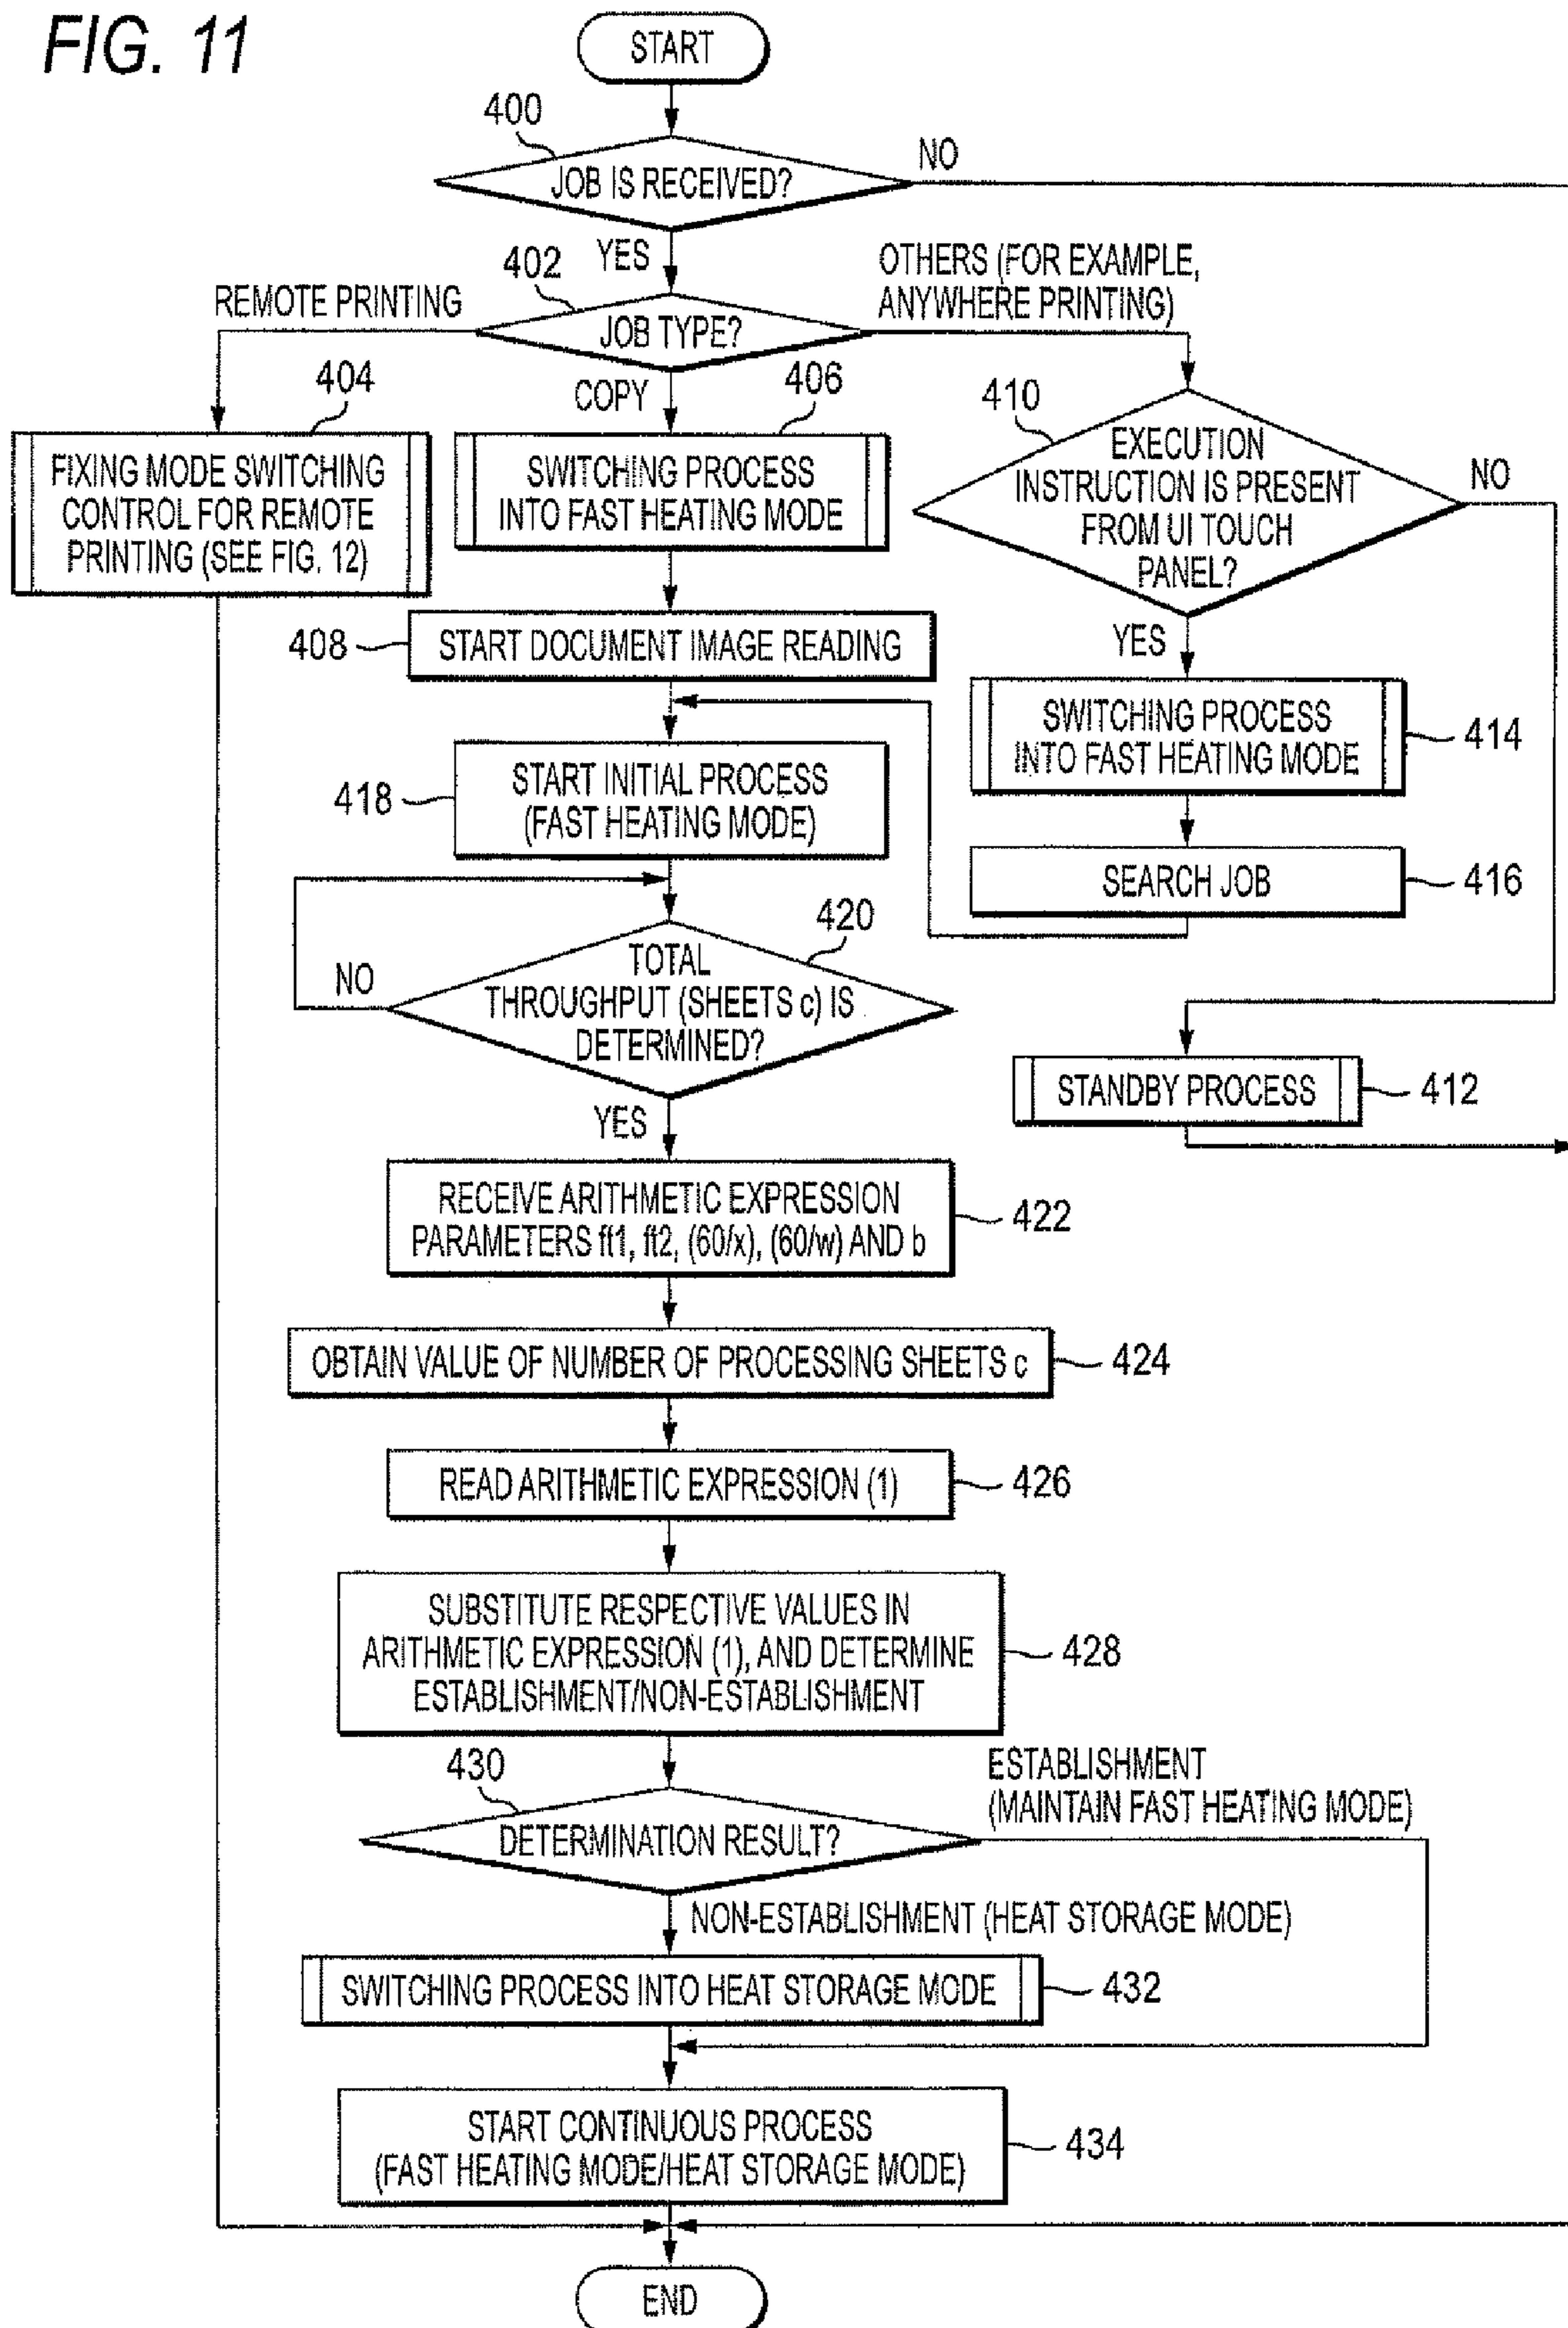 FIG. 11
START
400
JOB IS RECEIVED?
NO
YES
402
JOB TYPE?
REMOTE PRINTING
OTHERS (FOR EXAMPLE,
ANYWHERE PRINTING)
COPY
404
FIXING MODE SWITCHING
CONTROL FOR REMOTE
PRINTING (SEE FIG. 12)
406
SWITCHING PROCESS
INTO FAST HEATING MODE
410
EXECUTION
INSTRUCTION IS PRESENT
FROM UI TOUCH
PANEL?
NO
YES
408
START DOCUMENT IMAGE READING
SWITCHING PROCESS
INTO FAST HEATING MODE
414
418
START INITIAL PROCESS
(FAST HEATING MODE)
SEARCH JOB
416
420
TOTAL
THROUGHPUT (SHEETS c) IS
DETERMINED?
NO
YES
STANDBY PROCESS
412
RECEIVE ARITHMETIC EXPRESSION
PARAMETERS ft1, ft2, (60/x), (60/w) AND b
422
OBTAIN VALUE OF NUMBER OF PROCESSING SHEETS c
424
READ ARITHMETIC EXPRESSION (1)
426
SUBSTITUTE RESPECTIVE VALUES IN
ARITHMETIC EXPRESSION (1), AND DETERMINE
ESTABLISHMENT/NON-ESTABLISHMENT
428
430
DETERMINATION RESULT?
ESTABLISHMENT
(MAINTAIN FAST HEATING MODE)
NON-ESTABLISHMENT (HEAT STORAGE MODE)
SWITCHING PROCESS INTO HEAT STORAGE MODE
432
START CONTINUOUS PROCESS
(FAST HEATING MODE/HEAT STORAGE MODE)
434
END